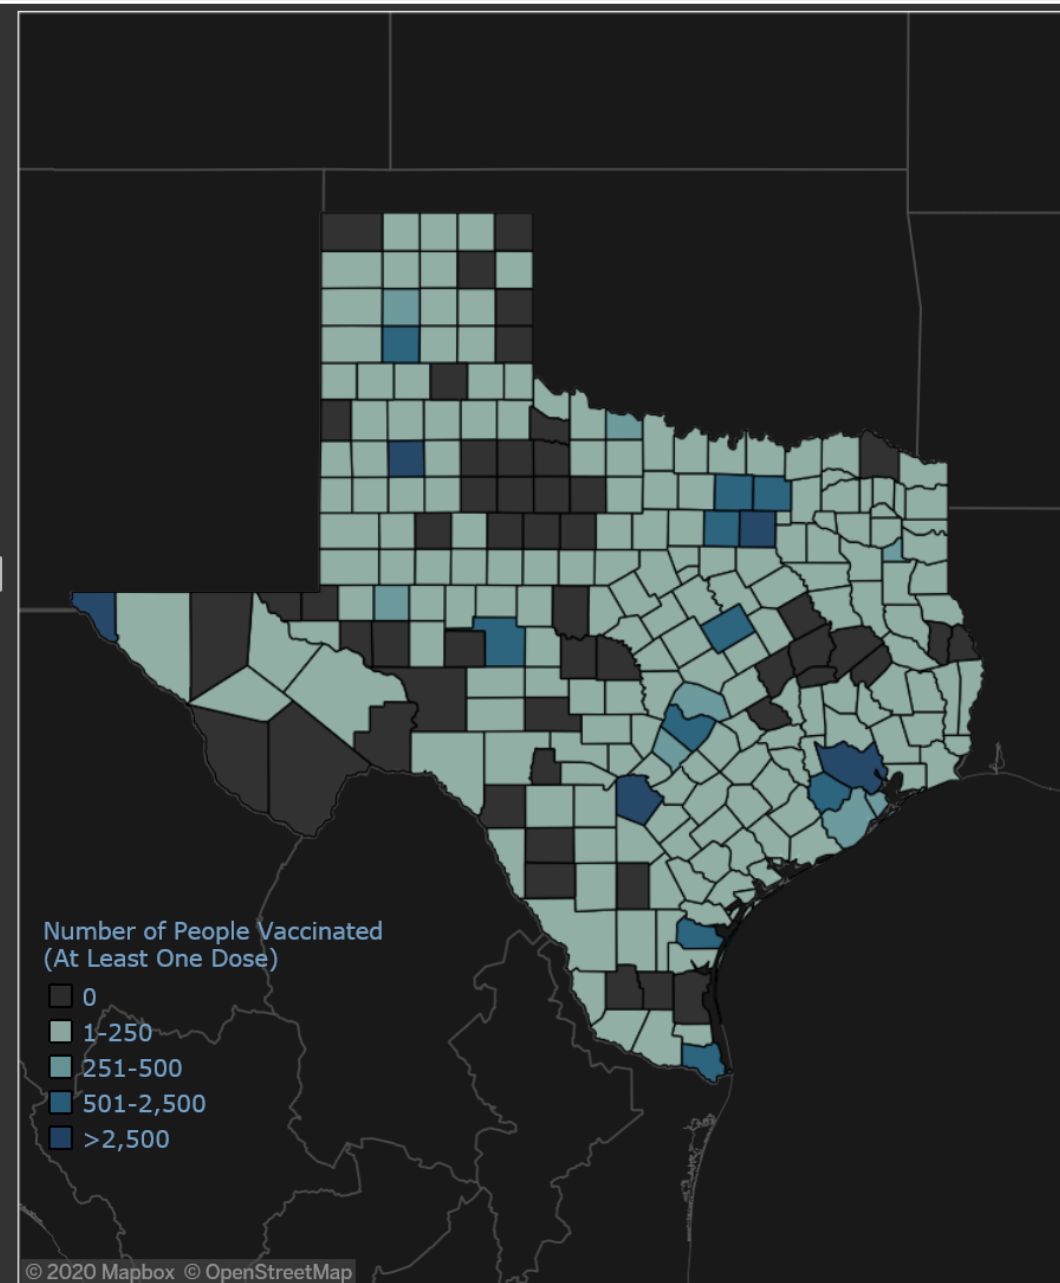 Number of People Vaccinated
(At Least One Dose)
0
1-250
251-500
501-2,500
>2,500
© 2020 Mapbox © OpenStreetMap